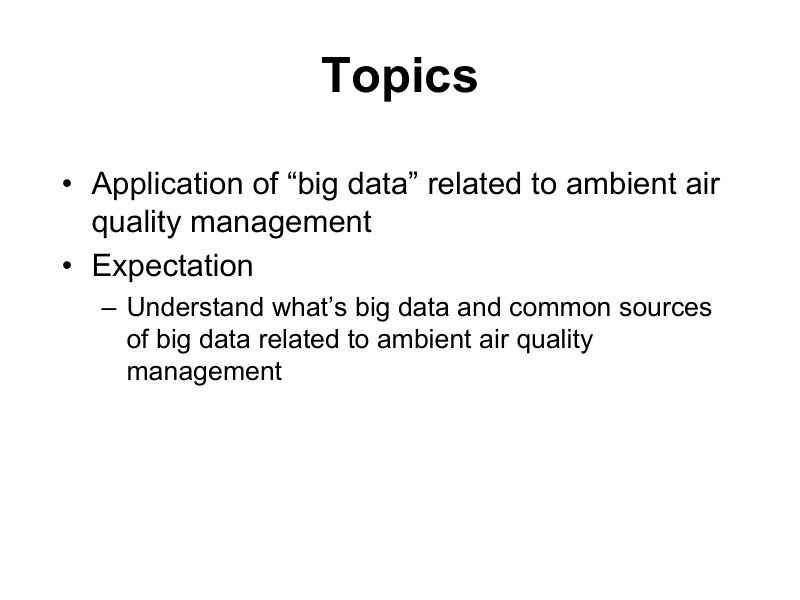 Topics
• Application of “big data” related to ambient air
quality management
• Expectation
– Understand what’s big data and common sources
of big data related to ambient air quality
management